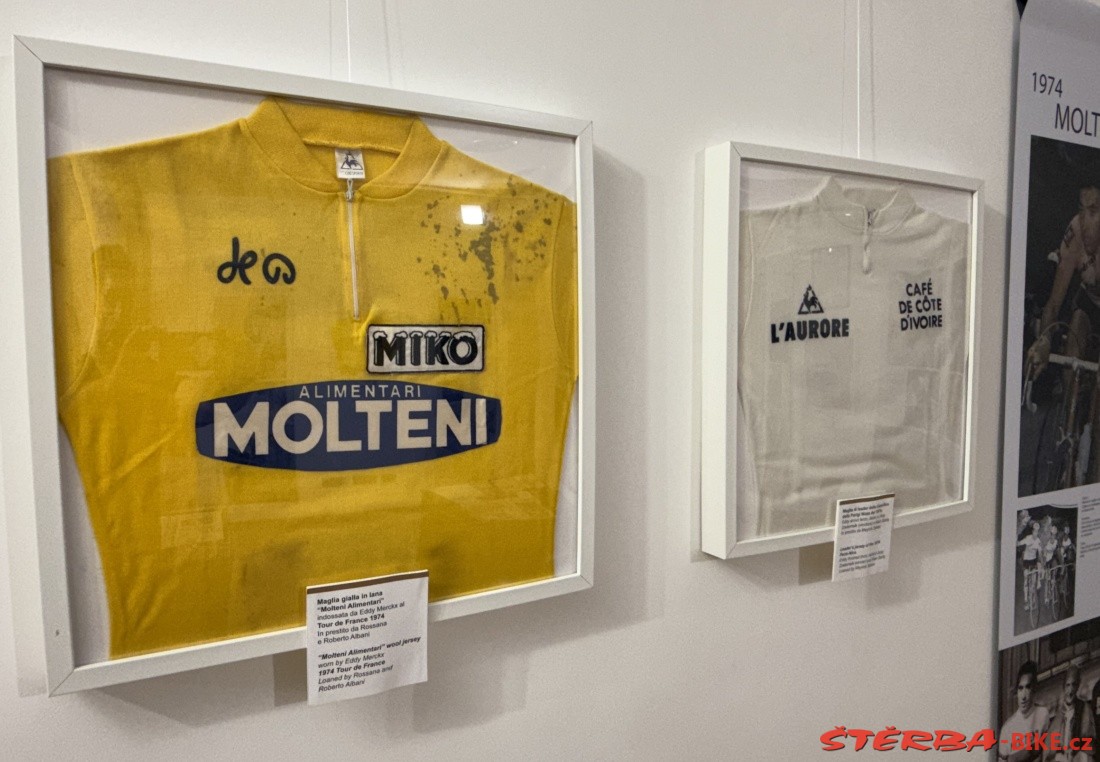 HD
MIKO
ALIMENTARI
MOLTENI
Maglia gialla in lana
"Molteni Alimentari"
indossata da Eddy Merckx al
Tour de France 1974
In prestito da Rossana
e Roberto Albani
"Molteni Alimentari" wool jersey
worn by Eddy Merckx
1974 Tour de France
Loaned by Rossana and
Roberto Albani
L'AURORE
CAFÉ
DE CÔTE
D'IVOIRE
1974
MOLT
ŠTĚRBA-BIKE.cz